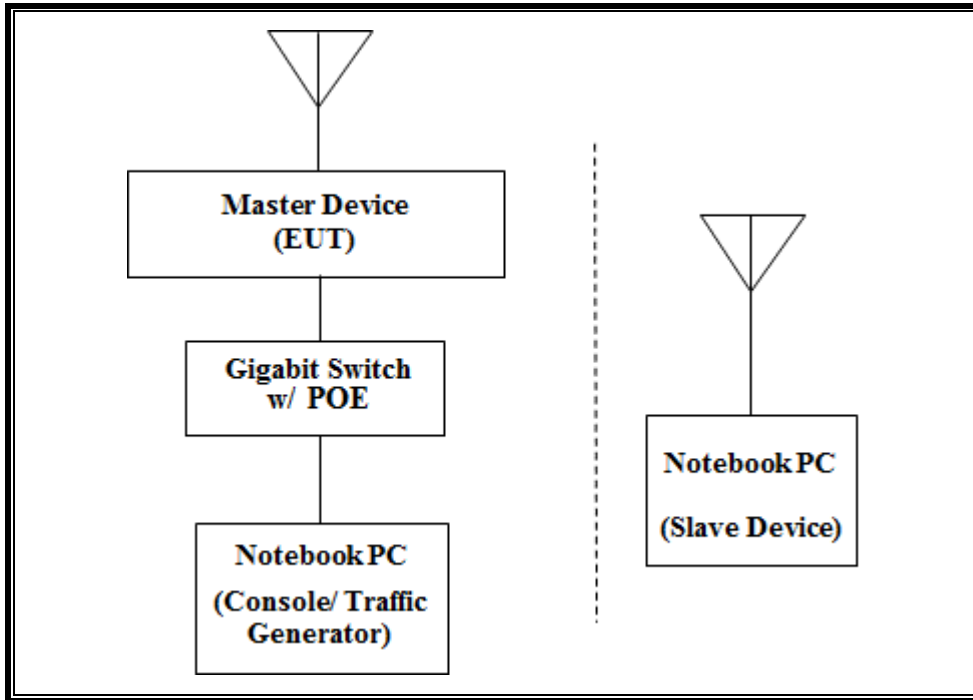 Master Device
(EUT)
Gigabit Switch
w/ POE
Notebook PC
(Console/ Traffic
Generator)
Notebook PC
(Slave Device)